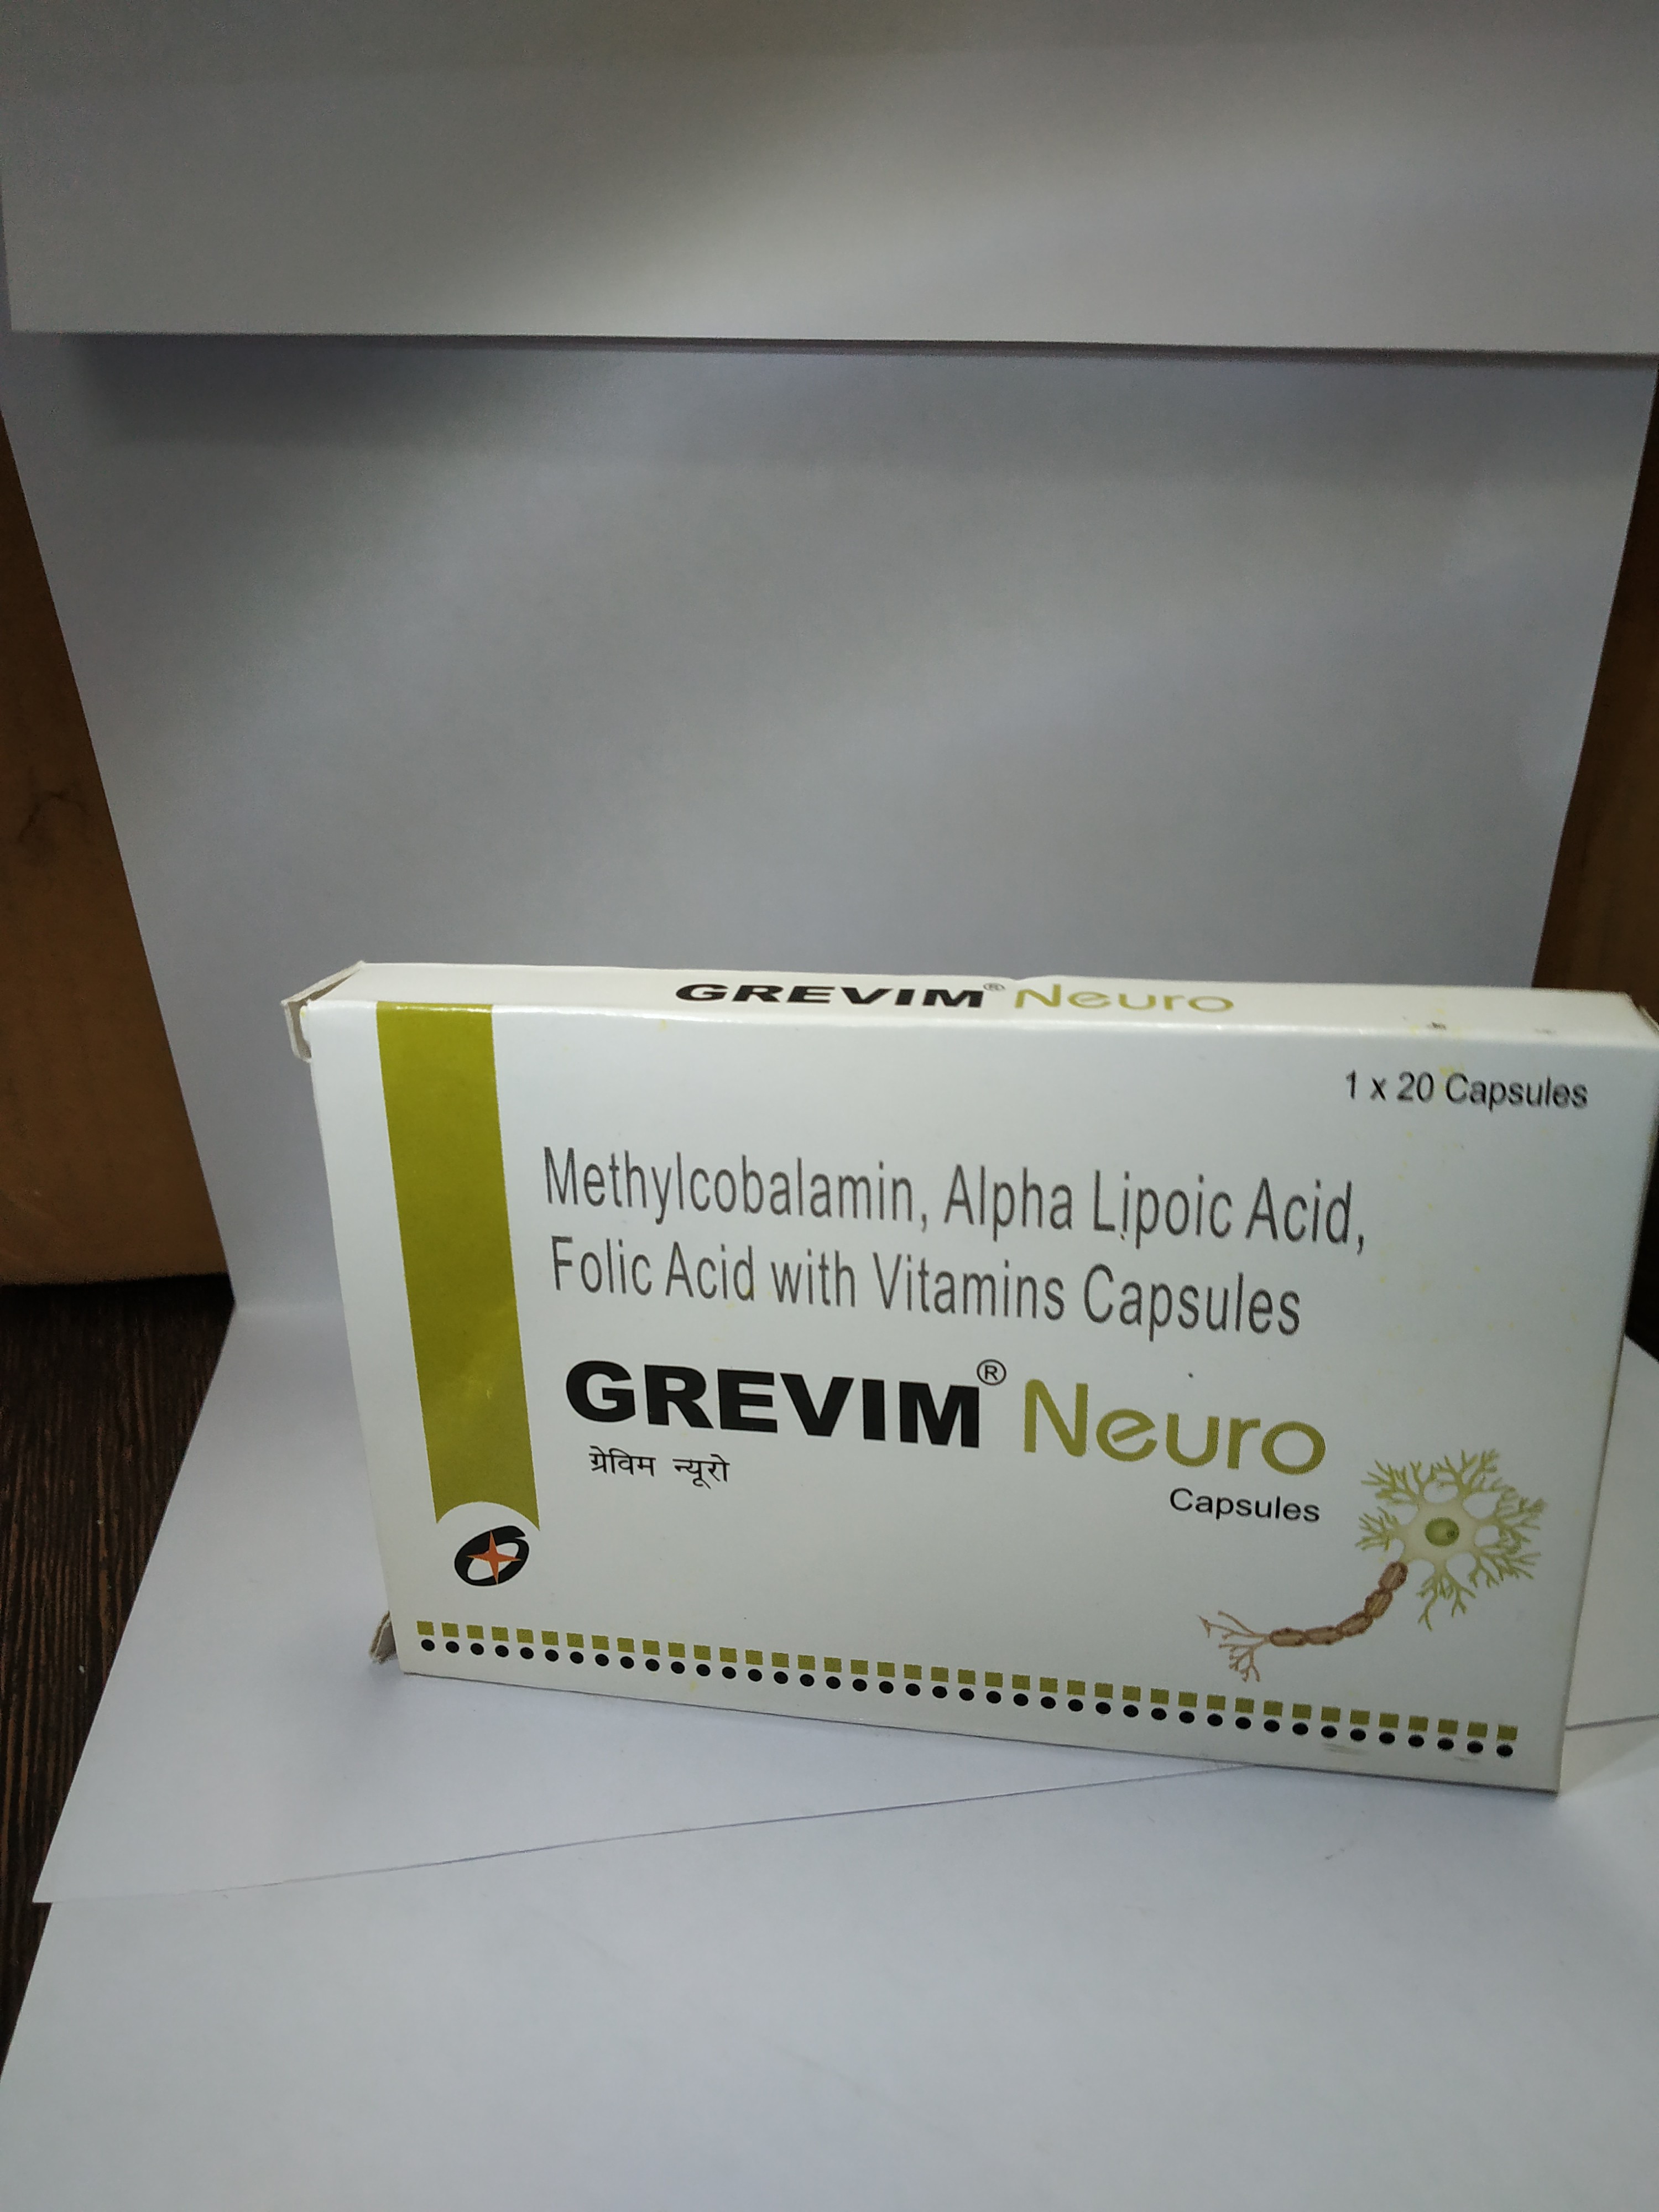 GREVIM® Neuro
1 x 20 Capsules
Methylcobalamin, Alpha Lipoic Acid,
Folic Acid with Vitamins Capsules
GREVIM® Neuro
ग्रेविम न्यूरो
Capsules